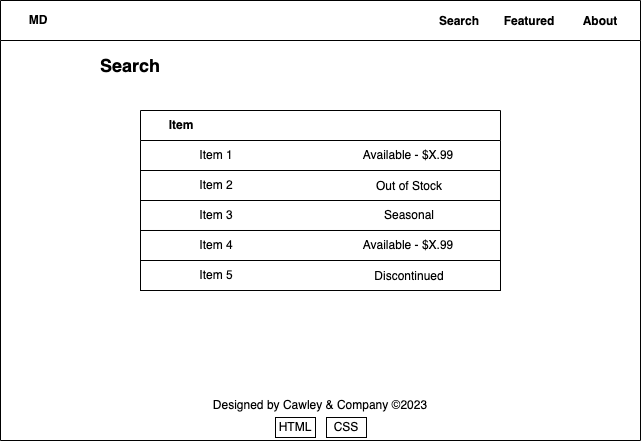 MD Search Featured About
Search
Item
Item 1 Available - $X.99
Item 2 Out of Stock
Item 3 Seasonal
Item 4 Available - $X.99
Item 5 Discontinued
Designed by Cawley & Company ©2023
HTML CSS